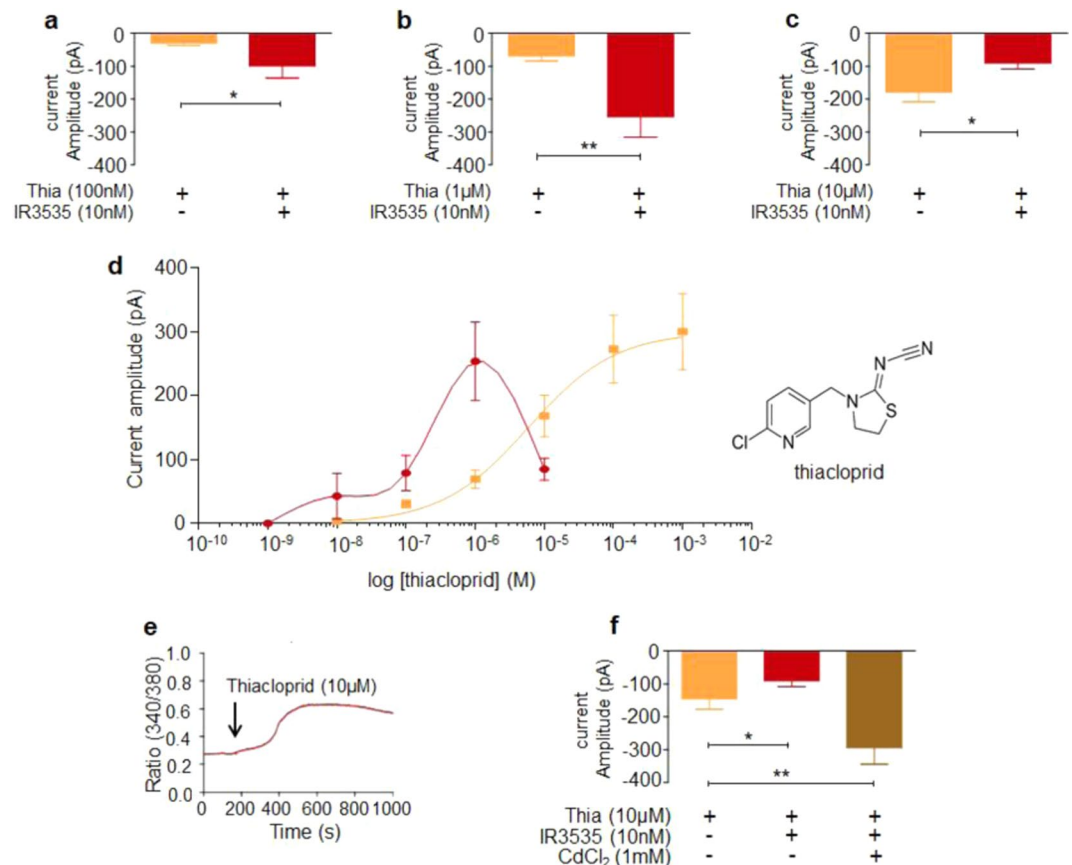 a
0
-100
-200
-300
-400
current
Amplitude (pA)
*
Thia (100nM) + +
IR3535 (10nM) - +
b
0
-100
-200
-300
-400
current
Amplitude (pA)
**
Thia (1µM) + +
IR3535 (10nM) - +
c
0
-100
-200
-300
-400
current
Amplitude (pA)
*
Thia (10µM) + +
IR3535 (10nM) - +
d
400
300
200
100
0
Current amplitude (pA)
10-10 10-9 10-8 10-7 10-6 10-5 10-4 10-3 10-2
log [thiacloprid] (M)
N
N
N
S
Cl
N
thiacloprid
e
1.0
0.8
0.6
0.4
0.2
0.0
Ratio (340/380)
Thiacloprid (10µM)
0 200 400 600 800 1000
Time (s)
f
0
-100
-200
-300
-400
current
Amplitude (pA)
*
**
Thia (10µM) + + +
IR3535 (10nM) - + +
CdCl2 (1mM) - - +